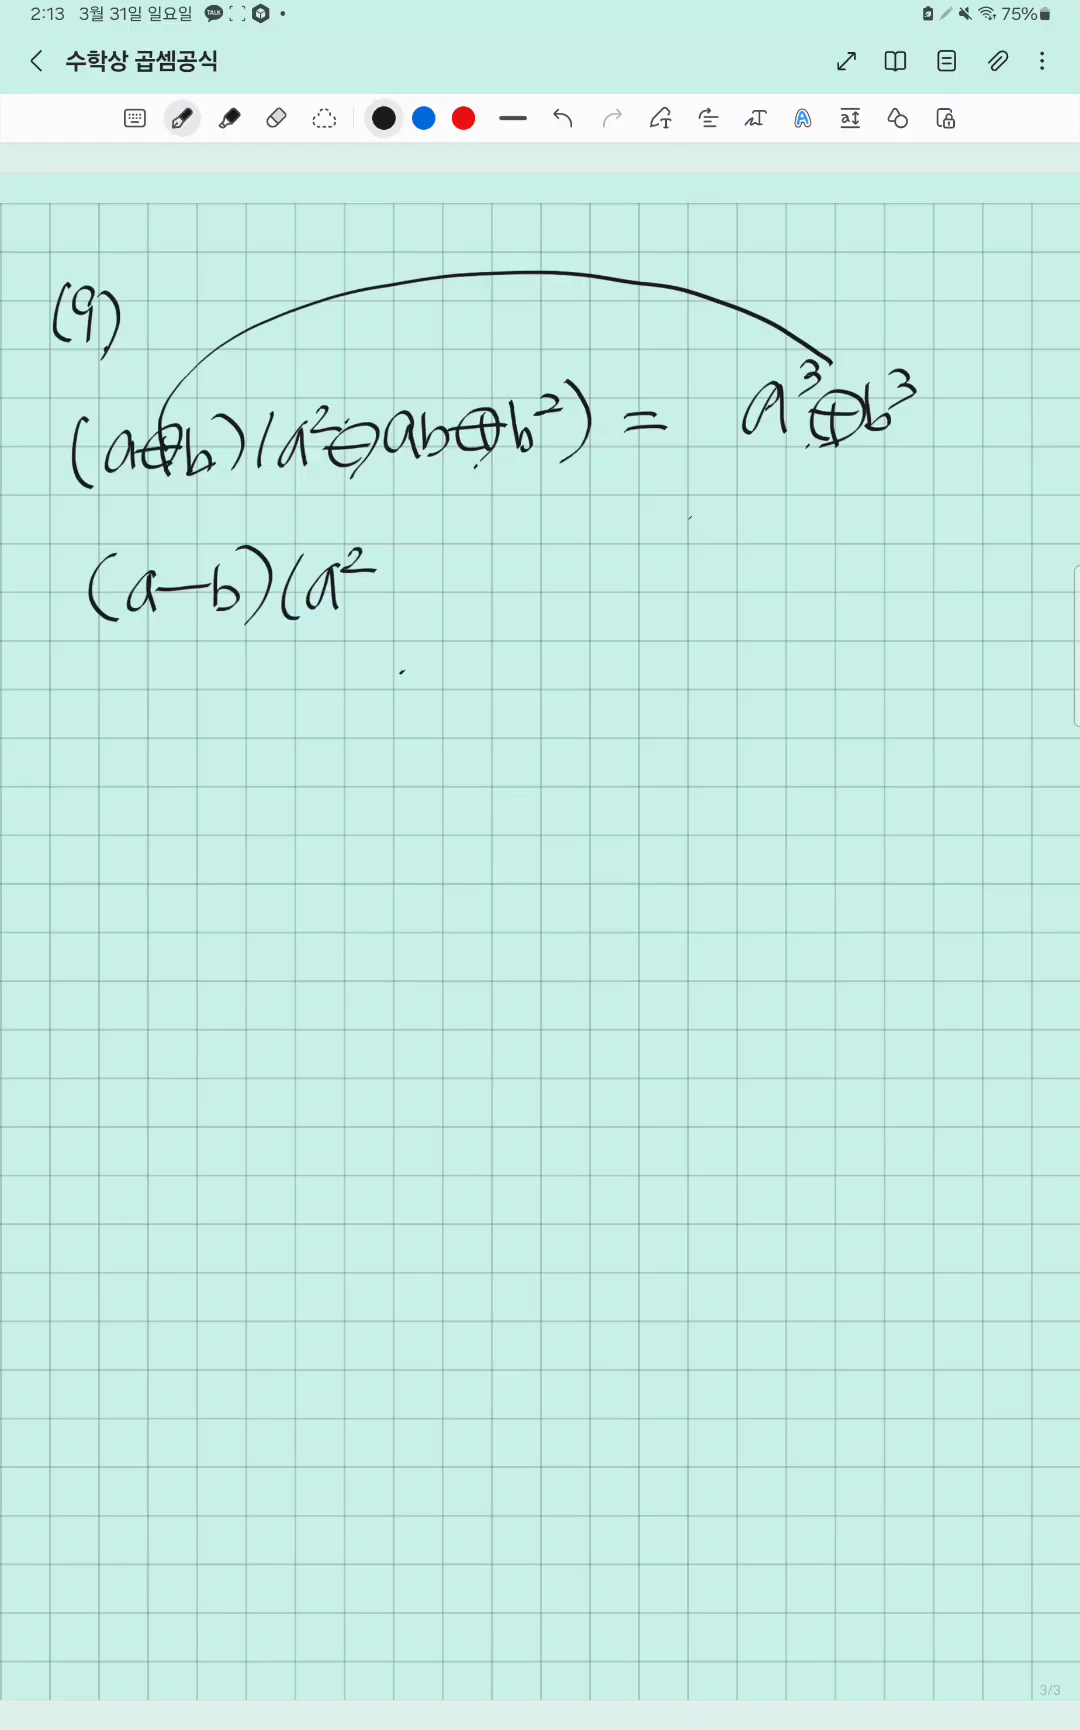 2:13 3월 31일 일요일 TALK 75%
수학상 곱셈공식
(9)
(a+b)(a²-ab+b²) = a³+b³
(a-b)(a²
3/3